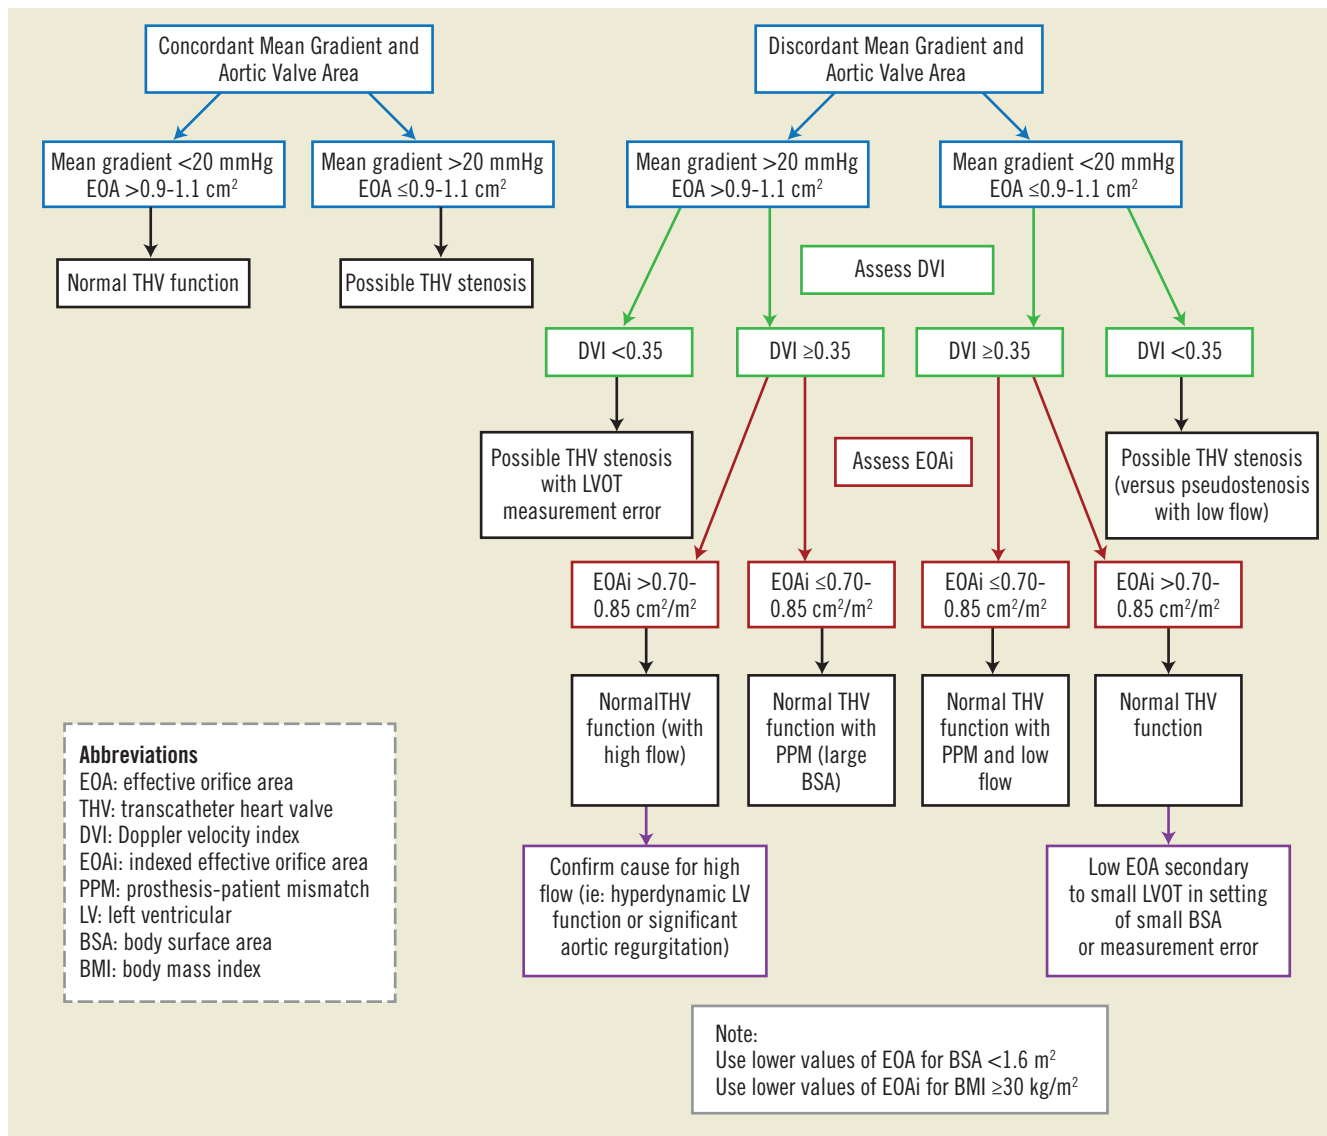 Concordant Mean Gradient and
Aortic Valve Area
Discordant Mean Gradient and
Aortic Valve Area
Mean gradient <20 mmHg
EOA >0.9-1.1 cm²
Mean gradient >20 mmHg
EOA ≤0.9-1.1 cm²
Mean gradient >20 mmHg
EOA >0.9-1.1 cm²
Mean gradient <20 mmHg
EOA ≤0.9-1.1 cm²
Normal THV function
Possible THV stenosis
Assess DVI
DVI <0.35
DVI ≥0.35
DVI ≥0.35
DVI <0.35
Possible THV stenosis
with LVOT
measurement error
Assess EOAi
Possible THV stenosis
(versus pseudostenosis
with low flow)
EOAi >0.70-
0.85 cm²/m²
EOAi ≤0.70-
0.85 cm²/m²
EOAi ≤0.70-
0.85 cm²/m²
EOAi >0.70-
0.85 cm²/m²
NormalTHV
function (with
high flow)
Normal THV
function with
PPM (large
BSA)
Normal THV
function with
PPM and low
flow
Normal THV
function
Confirm cause for high
flow (ie: hyperdynamic LV
function or significant
aortic regurgitation)
Low EOA secondary
to small LVOT in setting
of small BSA
or measurement error
Abbreviations
EOA: effective orifice area
THV: transcatheter heart valve
DVI: Doppler velocity index
EOAi: indexed effective orifice area
PPM: prosthesis-patient mismatch
LV: left ventricular
BSA: body surface area
BMI: body mass index
Note:
Use lower values of EOA for BSA <1.6 m²
Use lower values of EOAi for BMI ≥30 kg/m²